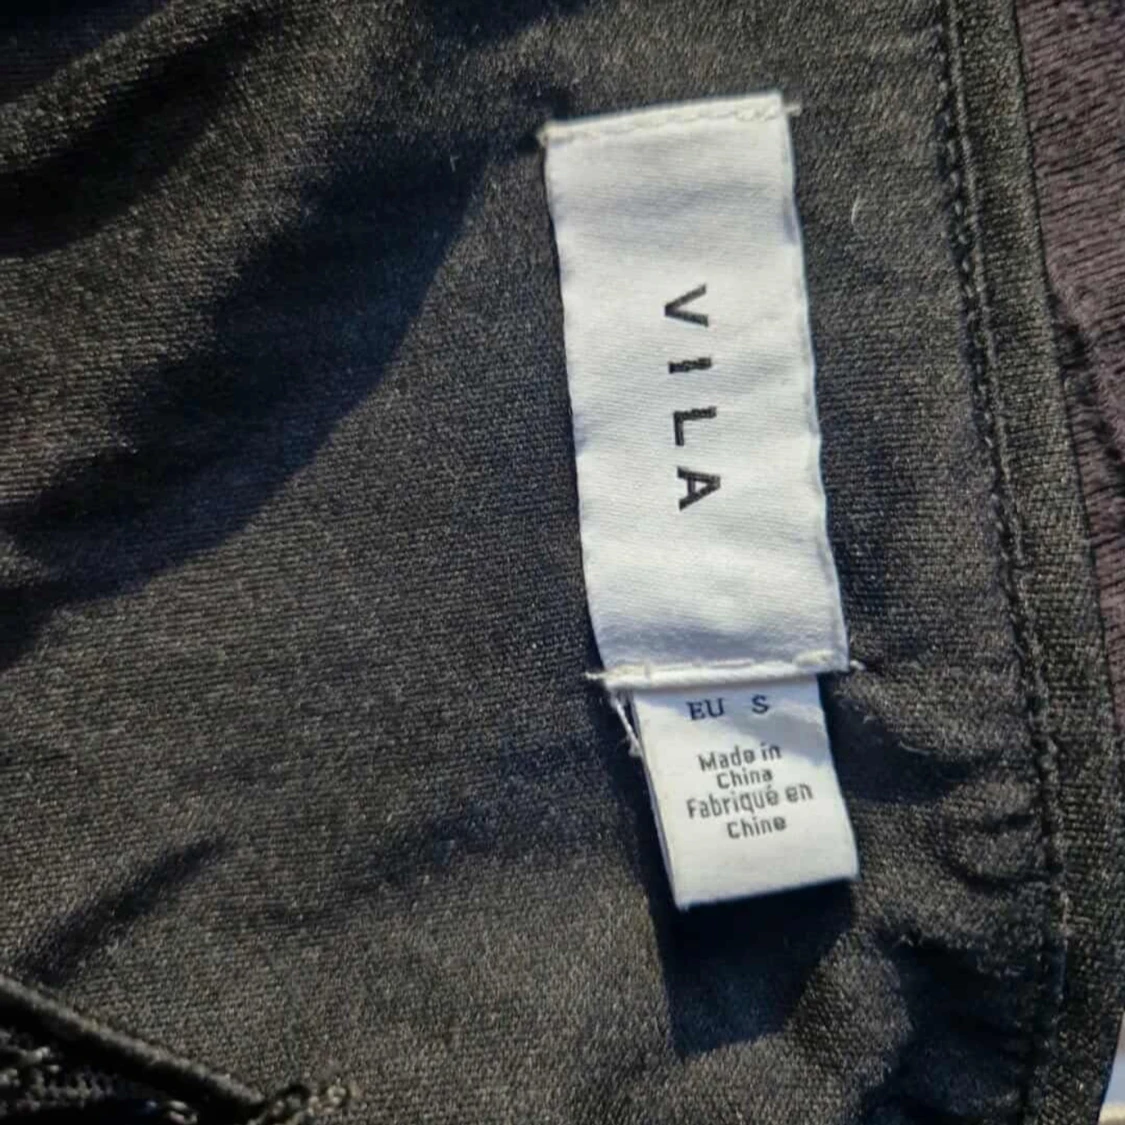 VILA
EU S
Made in
China
Fabriqué en
Chine